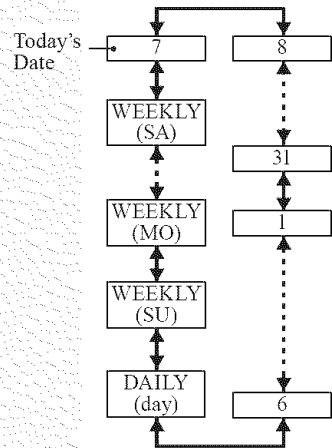 Today's
Date
7
8
WEEKLY
(SA)
31
WEEKLY
(MO)
1
WEEKLY
(SU)
DAILY
(day)
6